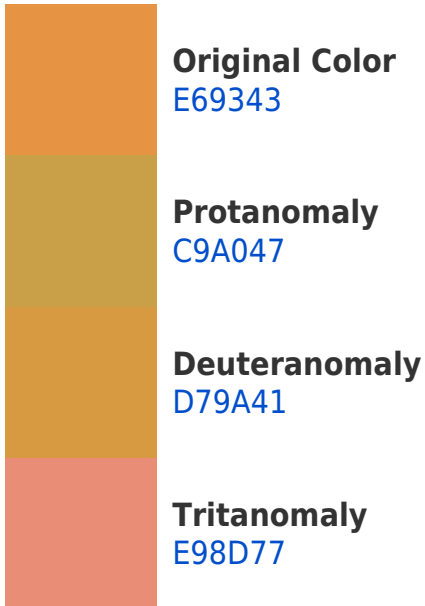 Original Color
E69343
Protanomaly
C9A047
Deuteranomaly
D79A41
Tritanomaly
E98D77